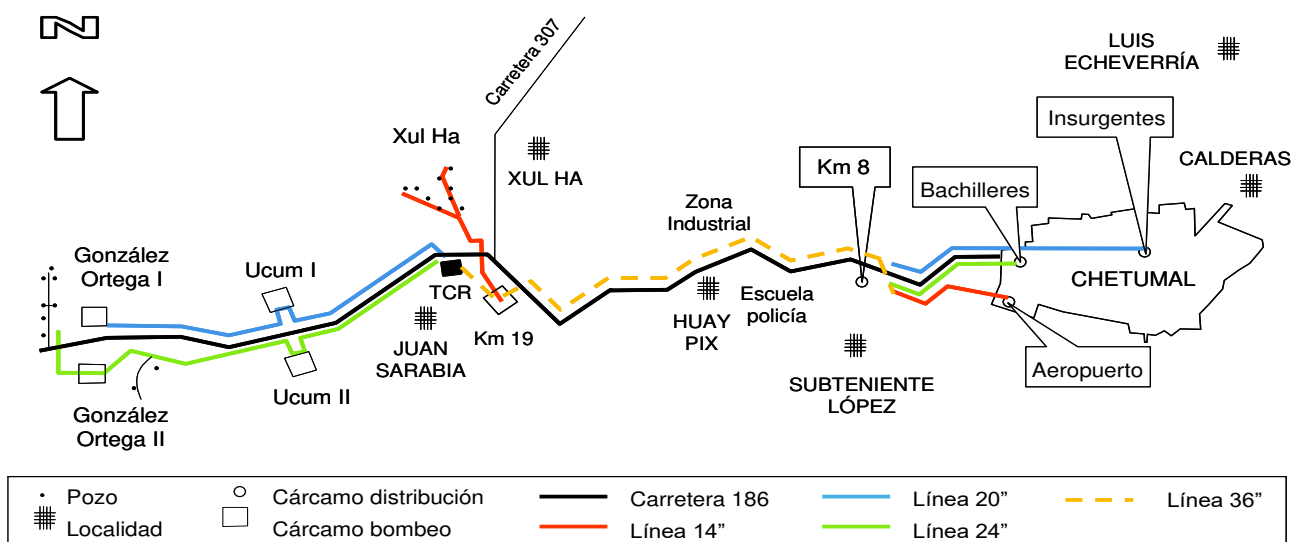 N
Carretera 307
LUIS
ECHEVERRÍA
Insurgentes
Xul Ha
XUL HA
Km 8
CALDERAS
Bachilleres
Zona
Industrial
González
Ortega I
Ucum I
TCR
CHETUMAL
Escuela
policía
HUAY
PIX
Km 19
JUAN
SARABIA
Aeropuerto
Ucum II
SUBTENIENTE
LÓPEZ
González
Ortega II
Pozo
Cárcamo distribución
Carretera 186
Línea 20”
Línea 36”
Localidad
Cárcamo bombeo
Línea 14”
Línea 24”